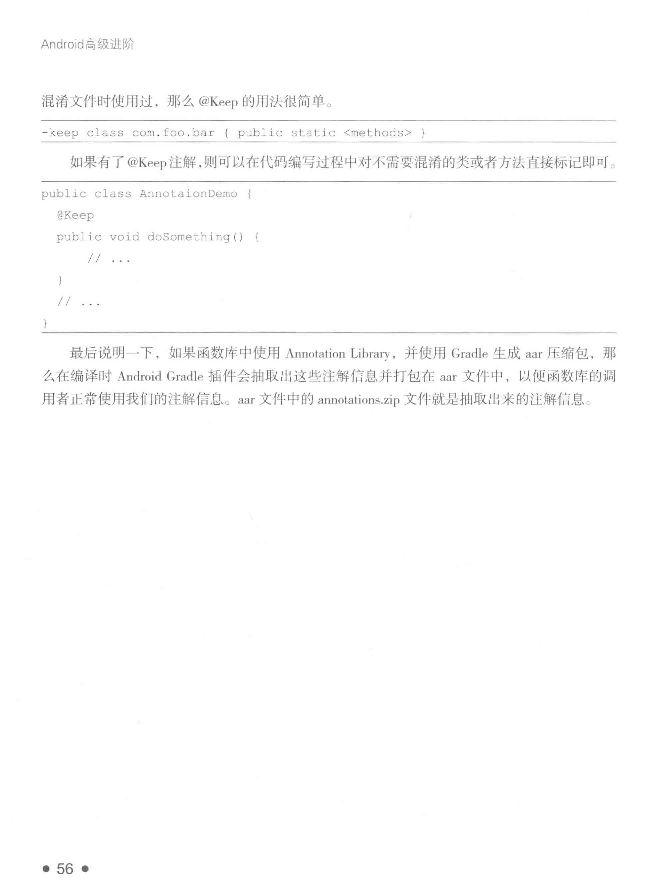 Android高级进阶
混淆文件时使用过，那么 @Keep 的用法很简单。
-keep class com.foo.bar { public static <methods> }
如果有了@Keep注解,则可以在代码编写过程中对不需要混淆的类或者方法直接标记即可。
public class AnnotaionDemo {
@Keep
public void doSomething() {
// ...
}
// ...
}
最后说明一下，如果函数库中使用 Annotation Library，并使用 Gradle 生成 aar 压缩包，那
么在编译时 Android Gradle 插件会抽取出这些注解信息并打包在 aar 文件中，以便函数库的调
用者正常使用我们的注解信息。aar 文件中的 annotations.zip 文件就是抽取出来的注解信息。
• 56 •